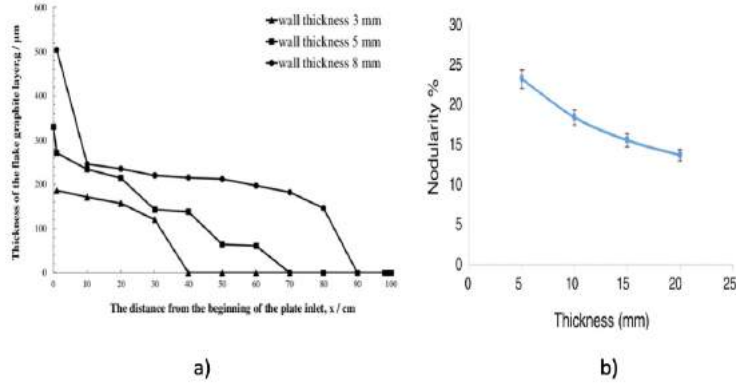 600
500
400
300
200
100
0
Thickness of the flake graphite layer,g / μm
wall thickness 3 mm
wall thickness 5 mm
wall thickness 8 mm
0 10 20 30 40 50 60 70 80 90 100
The distance from the beginning of the plate inlet, x / cm
a)
30
25
20
15
10
5
0
Nodularity %
0 5 10 15 20 25
Thickness (mm)
b)